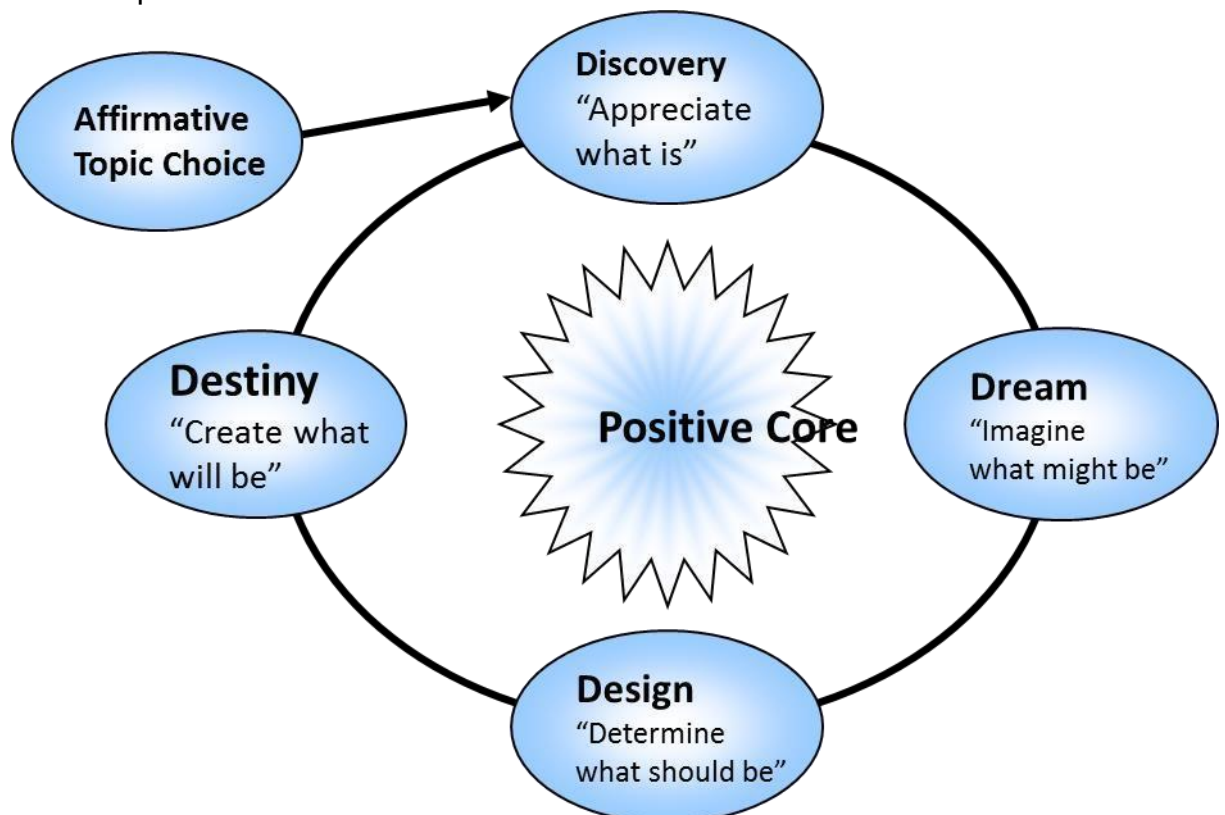 Discovery
“Appreciate
what is”
Affirmative
Topic Choice
Destiny
“Create what
will be”
Positive Core
Dream
“Imagine
what might be”
Design
“Determine
what should be”